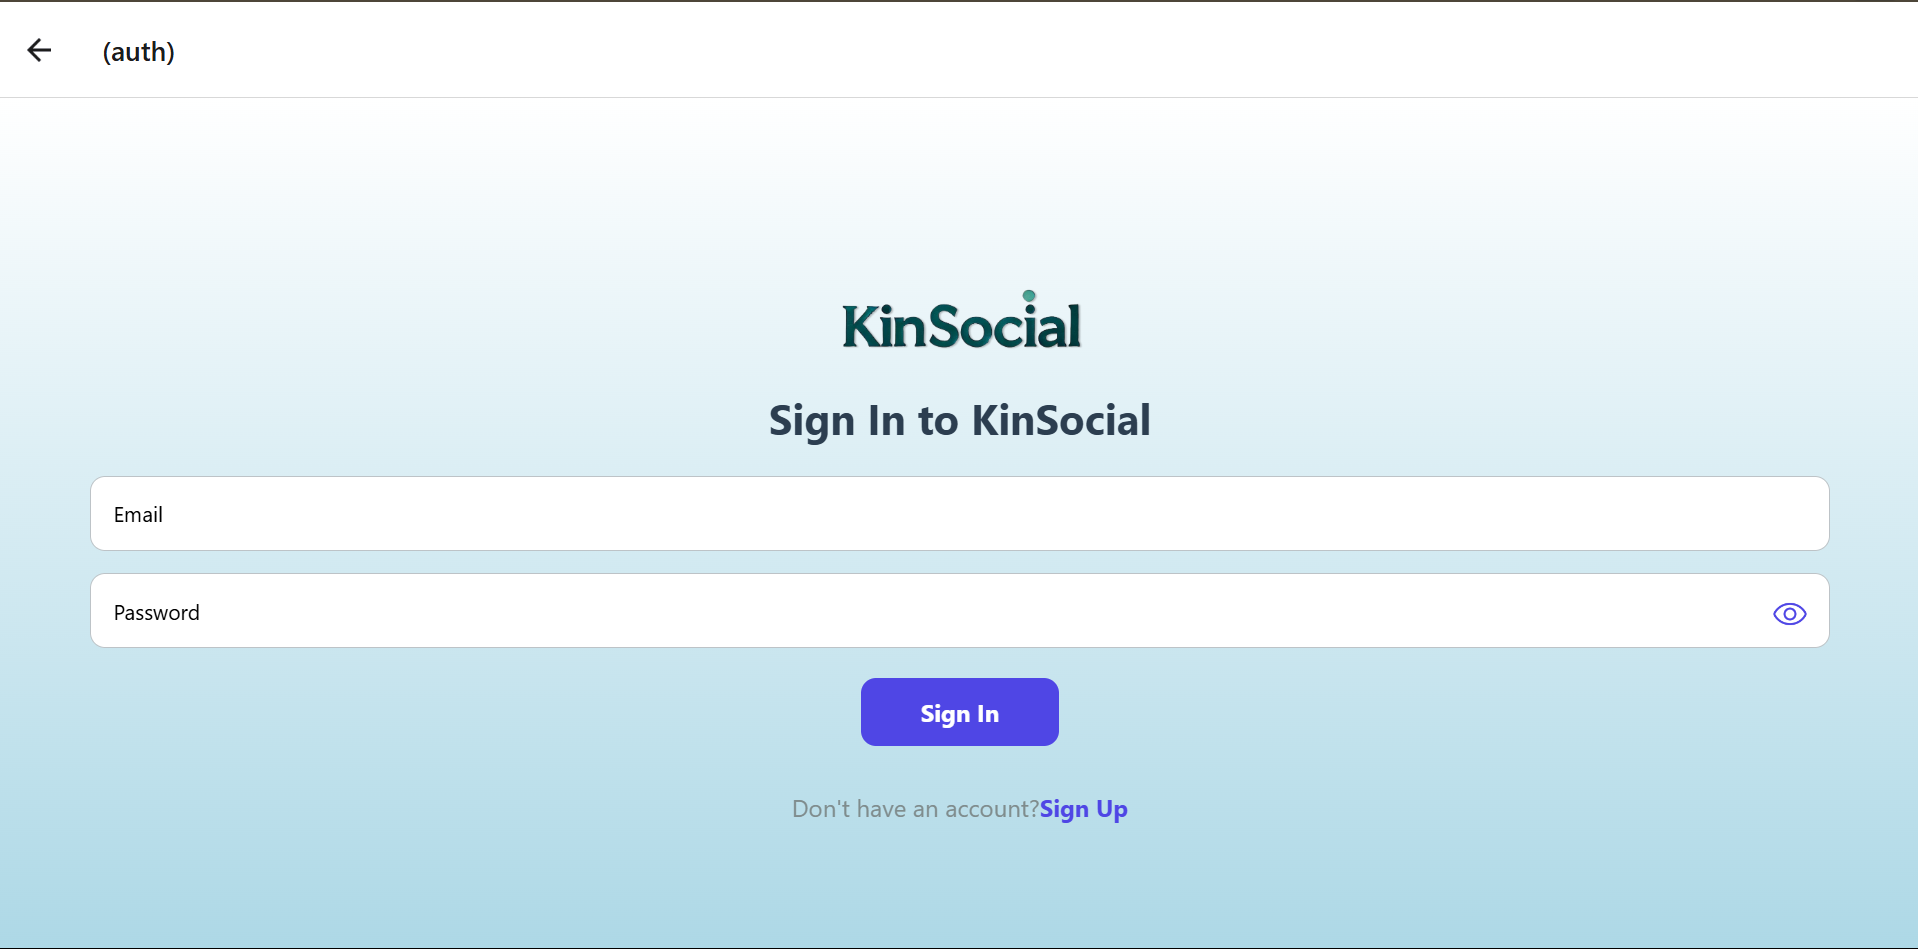 (auth)
KinSocial
Sign In to KinSocial
Email
Password
Sign In
Don't have an account?Sign Up